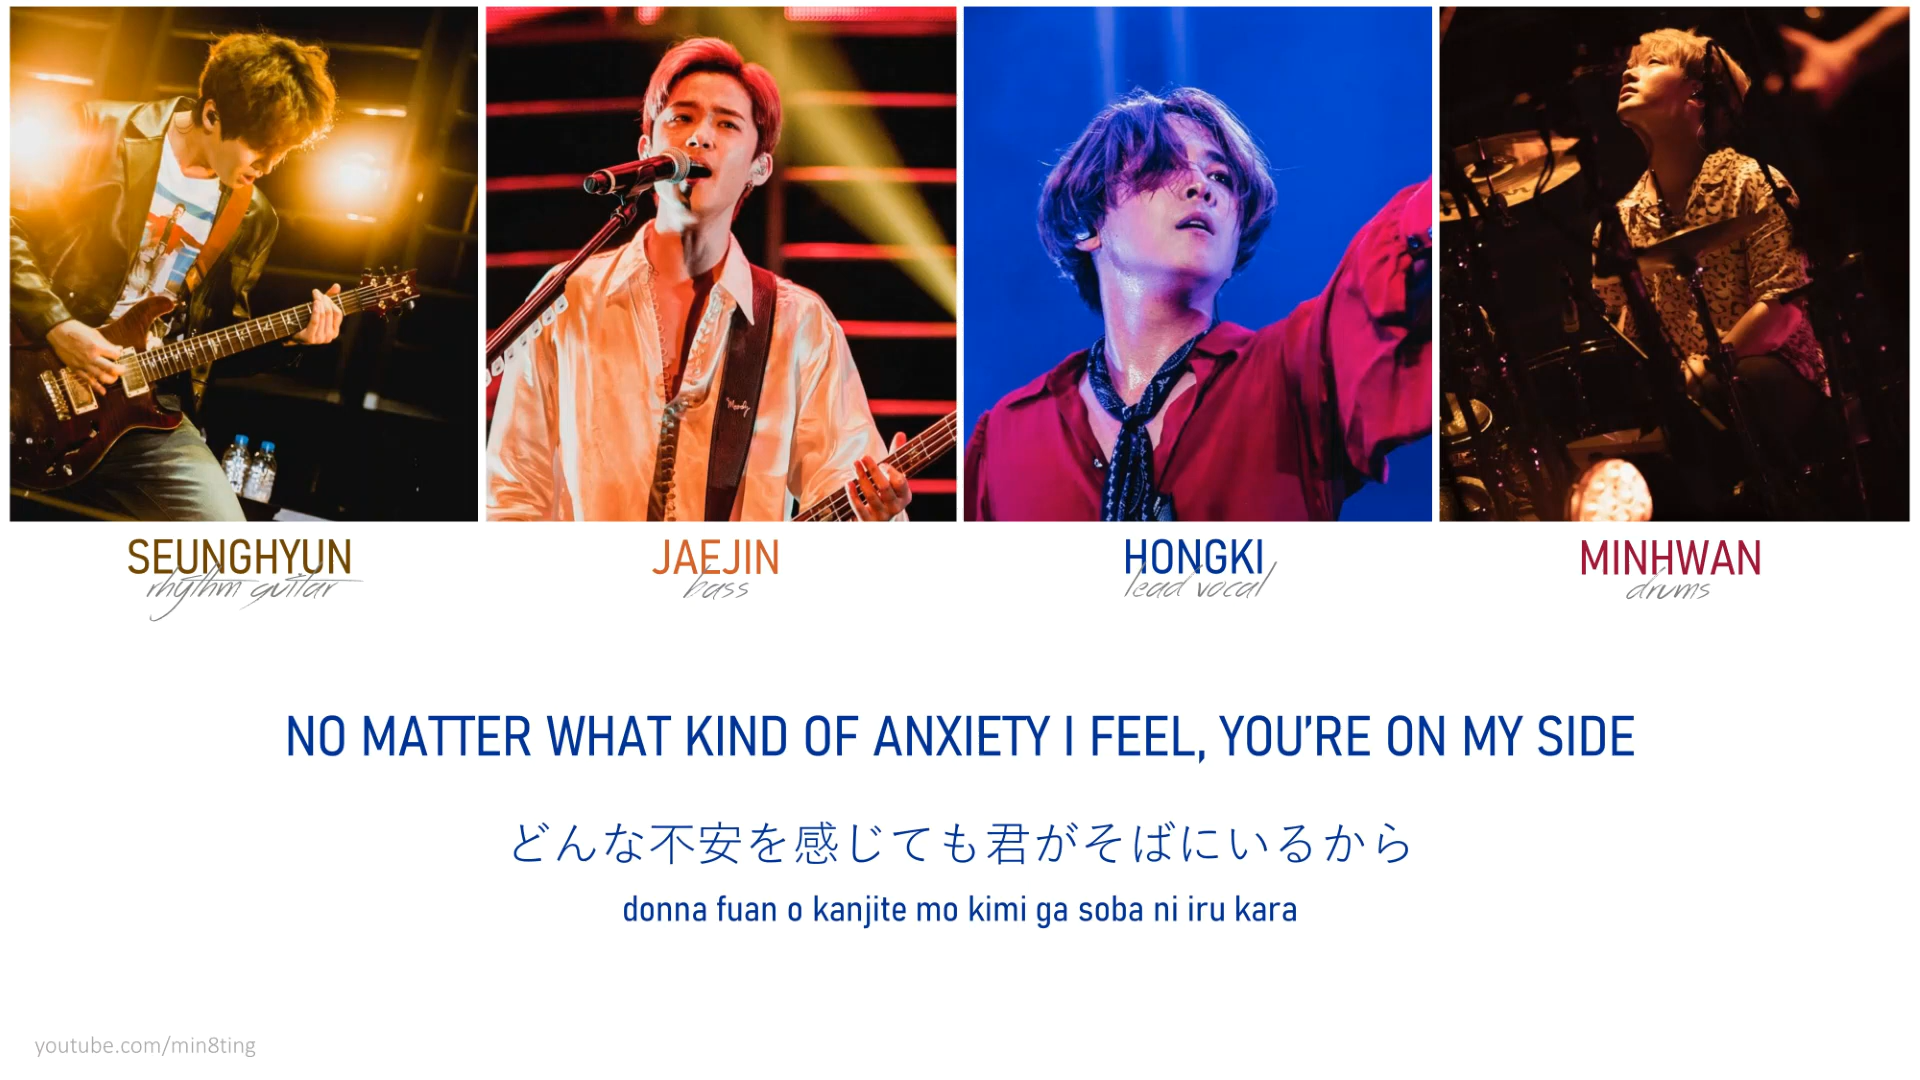 SEUNGHYUN
rhythm guitar
JAEJIN
bass
HONGKI
lead vocal
MINHWAN
drums
NO MATTER WHAT KIND OF ANXIETY I FEEL, YOU'RE ON MY SIDE
どんな不安を感じても君がそばにいるから
donna fuan o kanjite mo kimi ga soba ni iru kara
youtube.com/min8ting